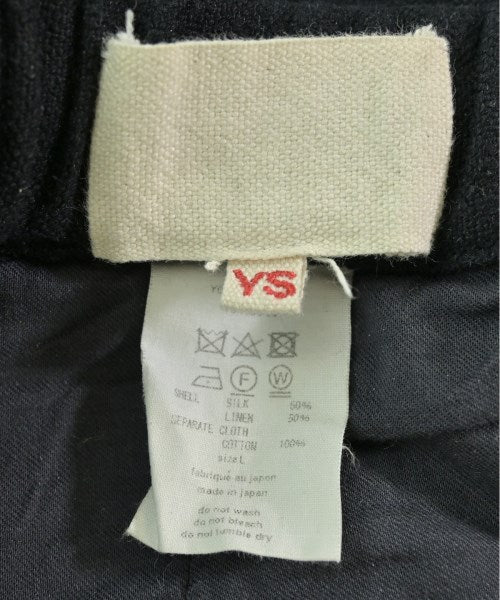 YS
F W
SHELL SILK 50%
LINEN 50%
SEPARATE CLOTH
COTTON 100%
sizeL
fabriqué au japon
made in japan
do not wash
do not bleach
do not tumble dry